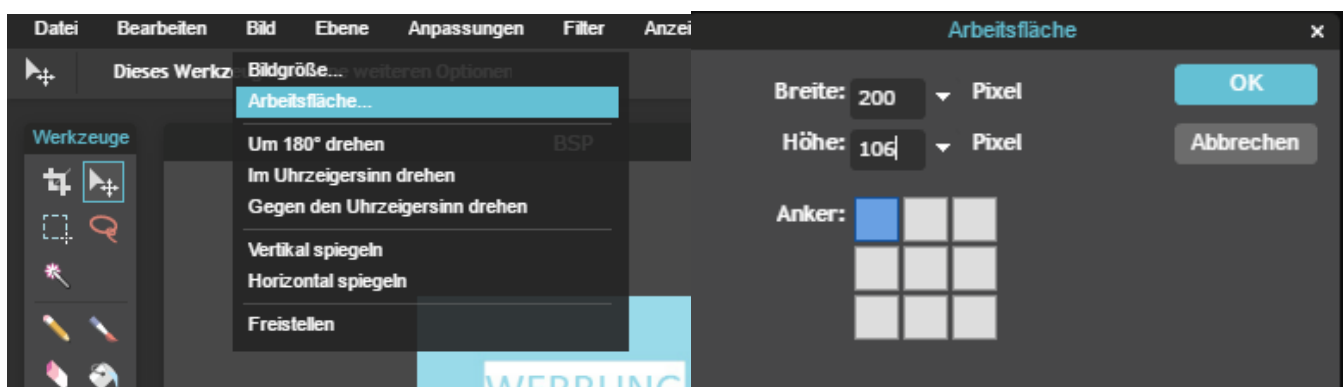 Datei Bearbeiten Bild Ebene Anpassungen Filter Anzei
Dieses Werkz weiteren Optionen
Bildgröße...
Arbeitsfläche...
Um 180° drehen
Im Uhrzeigersinn drehen
Gegen den Uhrzeigersinn drehen
Vertikal spiegeln
Horizontal spiegeln
Freistellen
Werkzeuge
BSP
WERBUNG
Arbeitsfläche ×
Breite: 200 Pixel
Höhe: 106 Pixel
Anker:
OK
Abbrechen